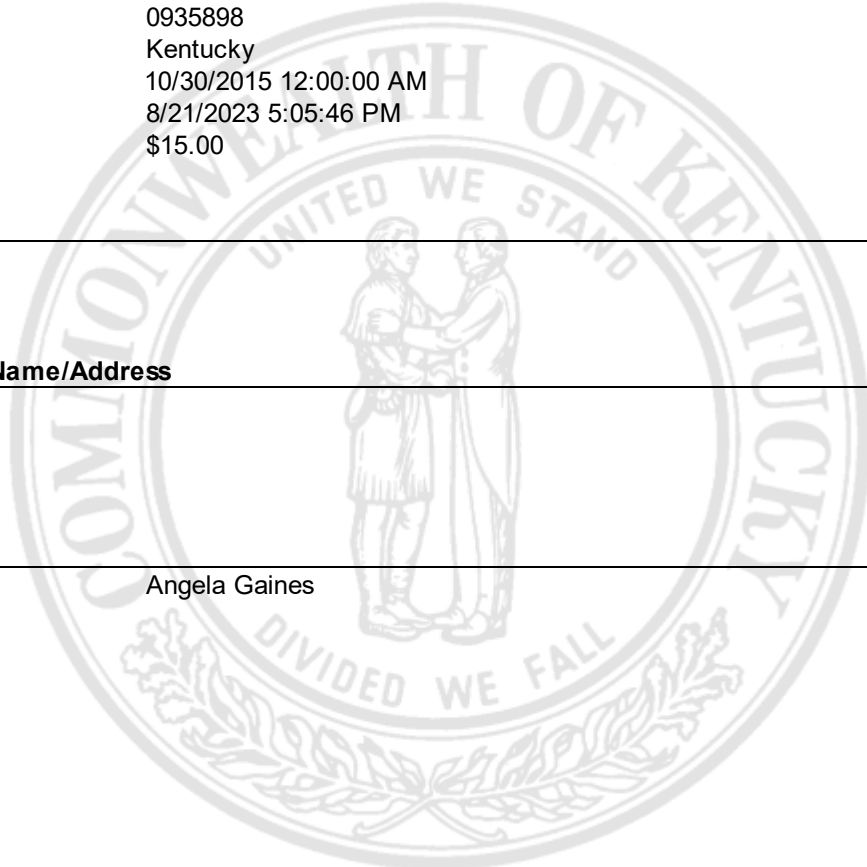 0935898
Kentucky
10/30/2015 12:00:00 AM
8/21/2023 5:05:46 PM
$15.00
COMMONWEALTH OF KENTUCKY
UNITED WE STAND
Name/Address
Angela Gaines
DIVIDED WE FALL